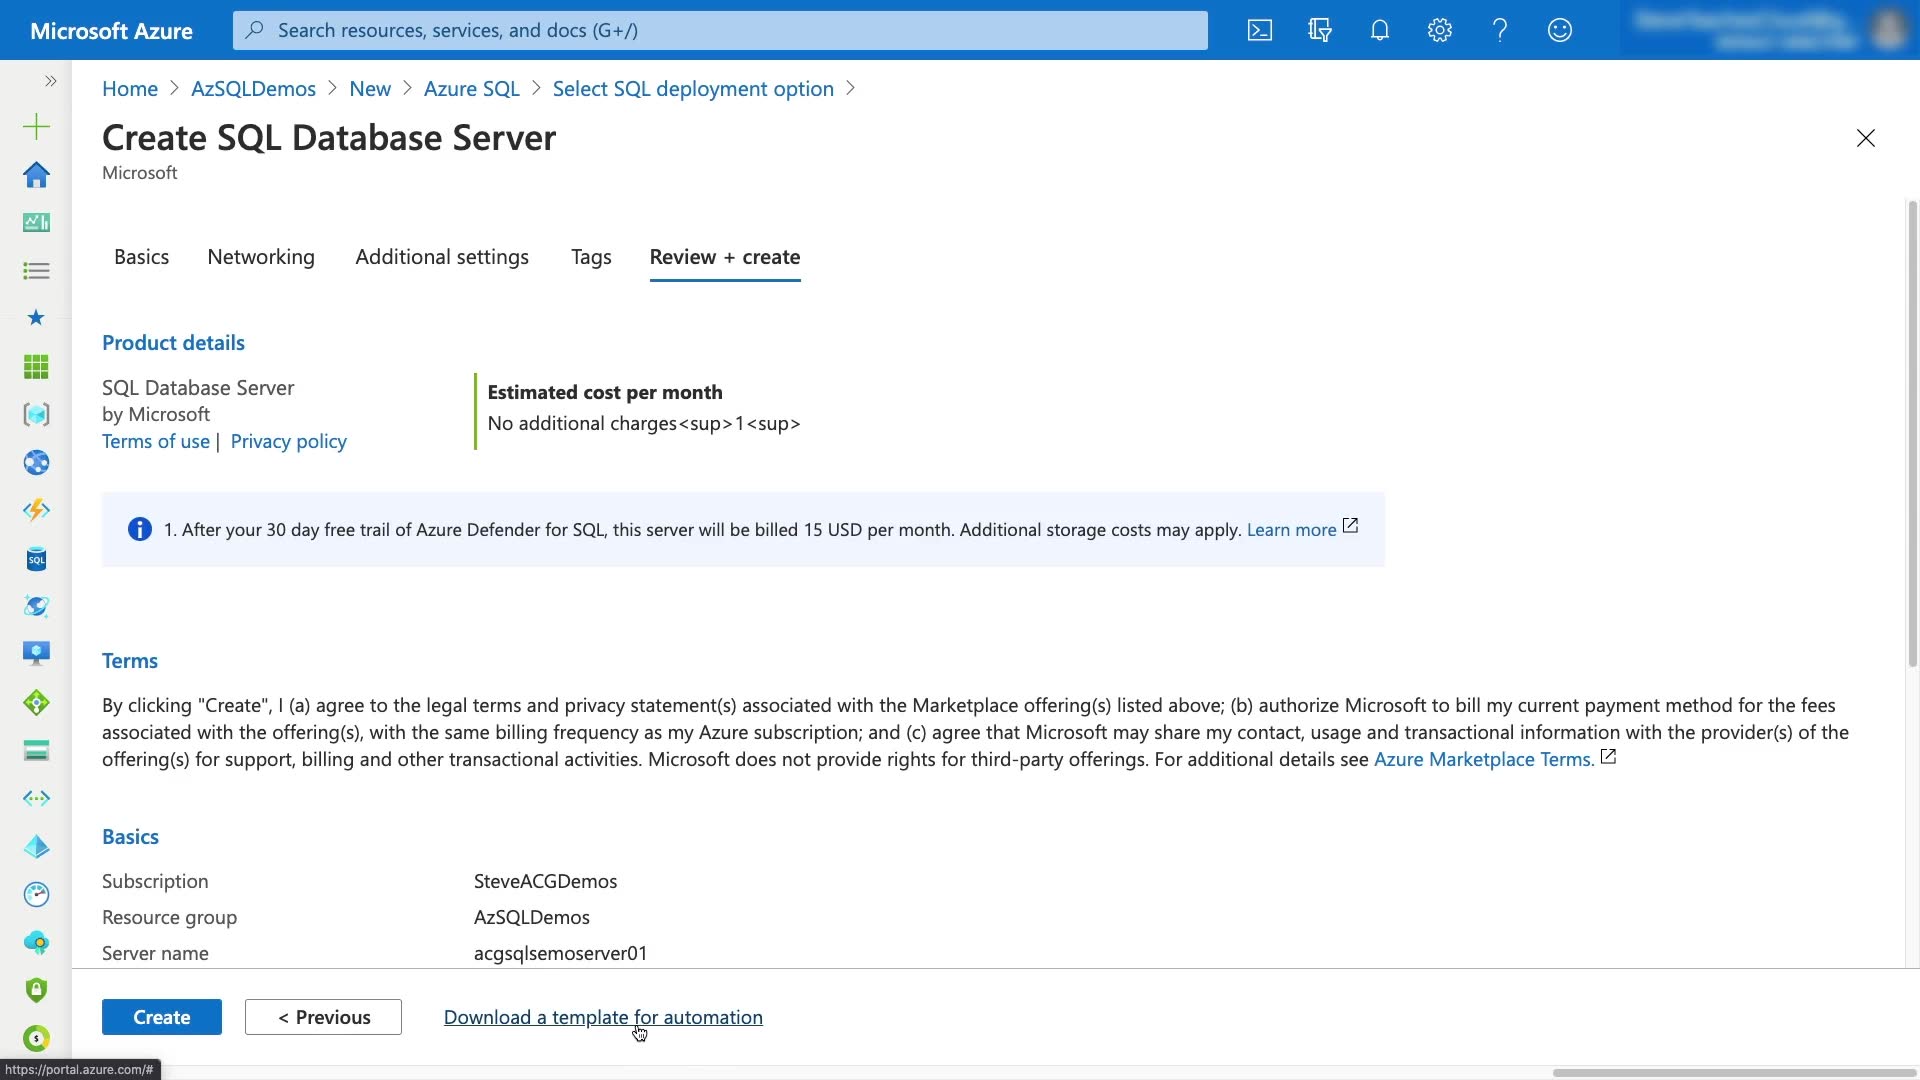 Microsoft Azure
Search resources, services, and docs (G+/)
Home > AzSQLDemos > New > Azure SQL > Select SQL deployment option >
Create SQL Database Server
Microsoft
Basics
Networking
Additional settings
Tags
Review + create
Product details
SQL Database Server
by Microsoft
Terms of use | Privacy policy
Estimated cost per month
No additional charges<sup>1<sup>
1. After your 30 day free trail of Azure Defender for SQL, this server will be billed 15 USD per month. Additional storage costs may apply. Learn more
Terms
By clicking "Create", I (a) agree to the legal terms and privacy statement(s) associated with the Marketplace offering(s) listed above; (b) authorize Microsoft to bill my current payment method for the fees
associated with the offering(s), with the same billing frequency as my Azure subscription; and (c) agree that Microsoft may share my contact, usage and transactional information with the provider(s) of the
offering(s) for support, billing and other transactional activities. Microsoft does not provide rights for third-party offerings. For additional details see Azure Marketplace Terms.
Basics
Subscription SteveACGDemos
Resource group AzSQLDemos
Server name acgsqlsemoserver01
Create
< Previous
Download a template for automation
https://portal.azure.com/#
SQL